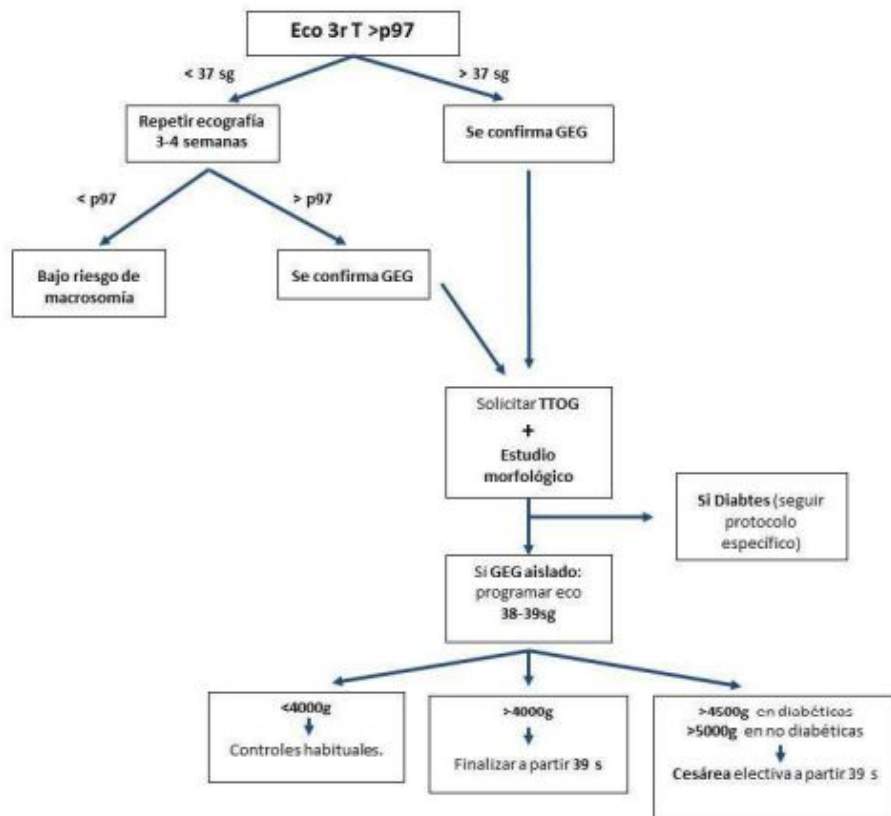 Eco 3r T >p97
< 37 sg
> 37 sg
Repetir ecografía
3-4 semanas
Se confirma GEG
< p97
> p97
Bajo riesgo de
macrosomía
Se confirma GEG
Solicitar TTOG
+
Estudio
morfológico
Si Diabtes (seguir
protocolo
específico)
Si GEG aislado:
programar eco
38-39sg
<4000g
Controles habituales.
>4000g
Finalizar a partir 39 s
>4500g en diabéticas
>5000g en no diabéticas
Cesárea electiva a partir 39 s